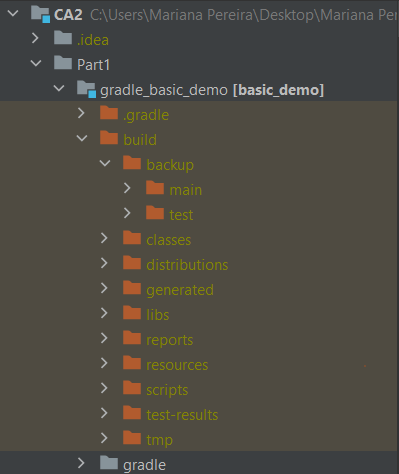 CA2 C:\Users\Mariana Pereira\Desktop\Mariana Per
.idea
Part1
gradle_basic_demo [basic_demo]
.gradle
build
backup
main
test
classes
distributions
generated
libs
reports
resources
scripts
test-results
tmp
gradle